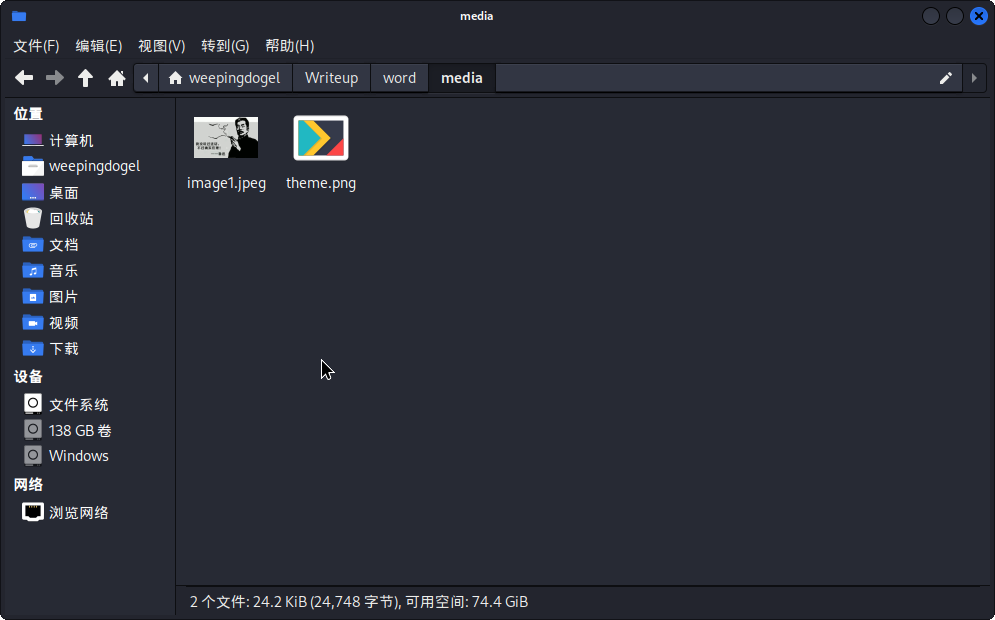 media
文件(F) 编辑(E) 视图(V) 转到(G) 帮助(H)
weepingdogel Writeup word media
位置
计算机
weepingdogel
桌面
回收站
文档
音乐
图片
视频
下载
设备
文件系统
138 GB 卷
Windows
网络
浏览网络
image1.jpeg theme.png
2 个文件: 24.2 KiB (24,748 字节), 可用空间: 74.4 GiB